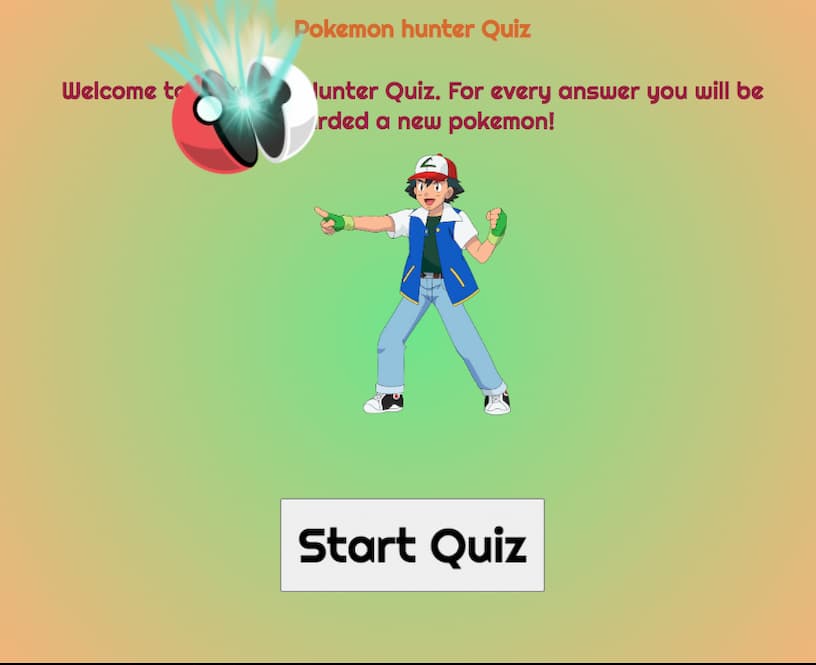 Pokemon hunter Quiz
Welcome Hunter Quiz. For every answer you will be
a new pokemon!
Start Quiz